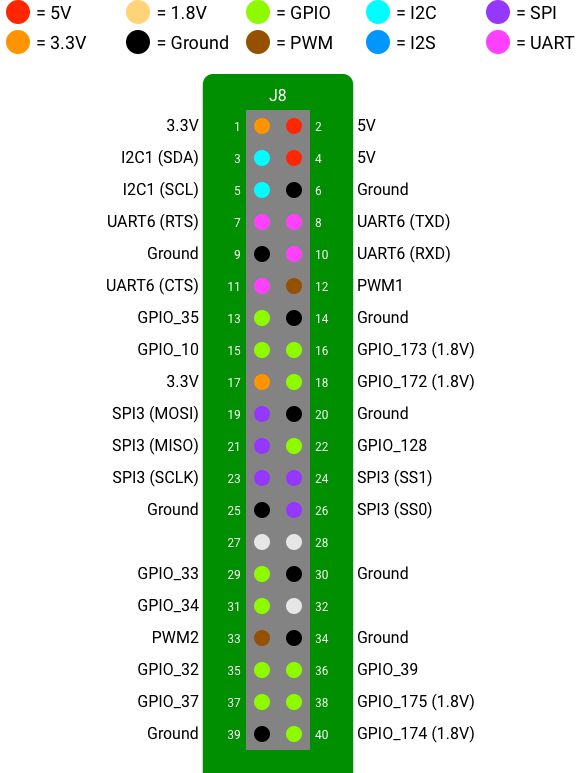 = 5V = 1.8V = GPIO = I2C = SPI
= 3.3V = Ground = PWM = I2S = UART
J8
3.3V 1 2 5V
I2C1 (SDA) 3 4 5V
I2C1 (SCL) 5 6 Ground
UART6 (RTS) 7 8 UART6 (TXD)
Ground 9 10 UART6 (RXD)
UART6 (CTS) 11 12 PWM1
GPIO_35 13 14 Ground
GPIO_10 15 16 GPIO_173 (1.8V)
3.3V 17 18 GPIO_172 (1.8V)
SPI3 (MOSI) 19 20 Ground
SPI3 (MISO) 21 22 GPIO_128
SPI3 (SCLK) 23 24 SPI3 (SS1)
Ground 25 26 SPI3 (SS0)
27 28
GPIO_33 29 30 Ground
GPIO_34 31 32
PWM2 33 34 Ground
GPIO_32 35 36 GPIO_39
GPIO_37 37 38 GPIO_175 (1.8V)
Ground 39 40 GPIO_174 (1.8V)